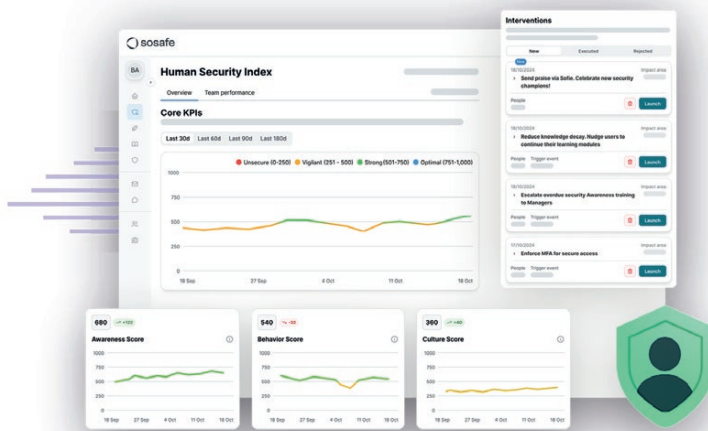 sosafe
BA
Human Security Index
Overview Team performance
Core KPIs
Last 30d Last 60d Last 90d Last 180d
Unsecure (0-250) Vigilant (251 - 500) Strong(501-750) Optimal (751-1,000)
1000
750
500
250
0
19 Sep 27 Sep 4 Oct 11 Oct 18 Oct
Interventions
New Executed Rejected
18/10/2024 Impact area
Send praise via Sofie. Celebrate new security
champions!
People
Launch
18/10/2024 Impact area
Reduce knowledge decay. Nudge users to
continue their learning modules
People Trigger event
Launch
18/10/2024 Impact area
Escalate overdue security Awareness training
to Managers
People Trigger event
Launch
17/10/2024 Impact area
Enforce MFA for secure access
People Trigger event
Launch
680
Awareness Score
1000
750
500
250
0
19 Sep 27 Sep 4 Oct 11 Oct 18 Oct
540
Behavior Score
1000
750
500
250
0
19 Sep 27 Sep 4 Oct 11 Oct 18 Oct
360
Culture Score
1000
750
500
250
0
19 Sep 27 Sep 4 Oct 11 Oct 18 Oct